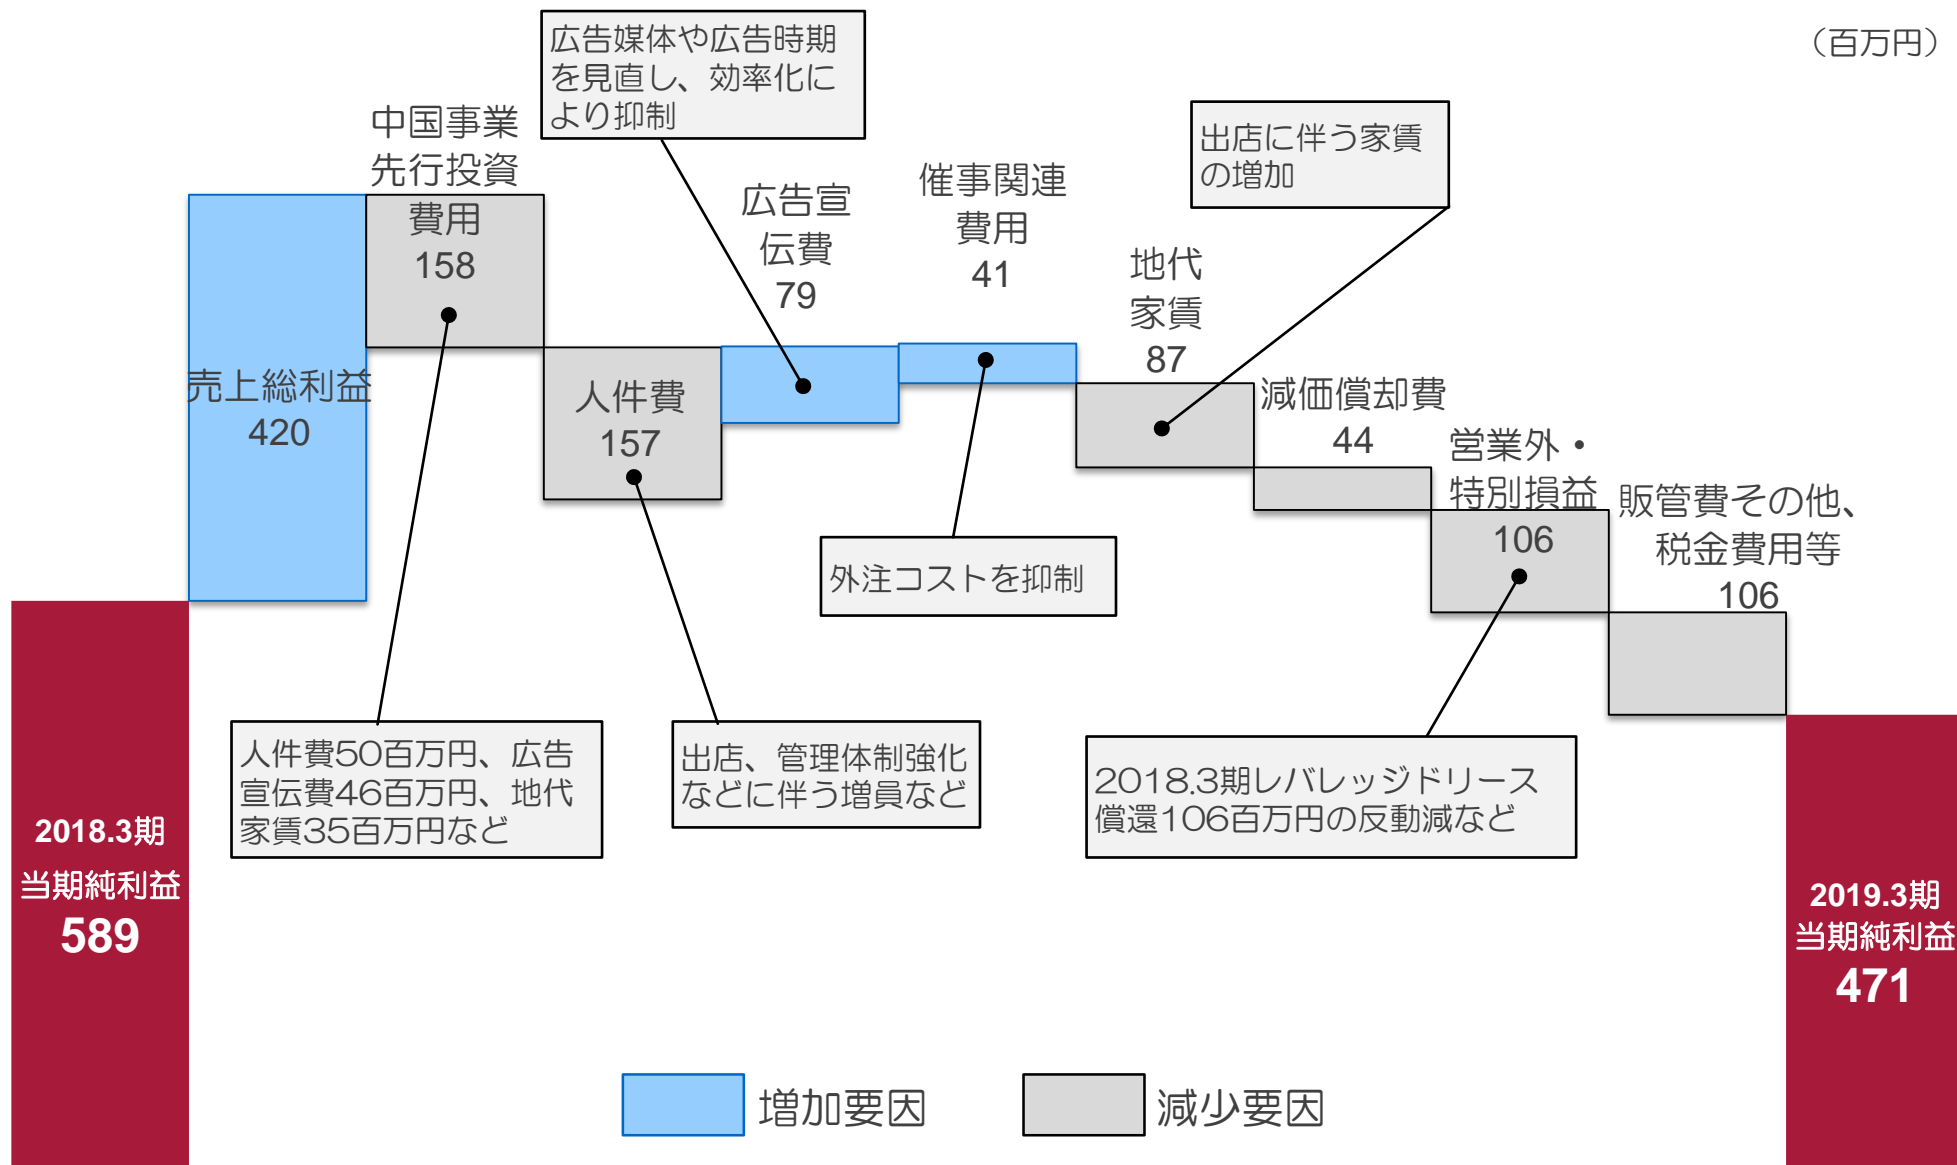 （百万円）
広告媒体や広告時期
を見直し、効率化に
より抑制
中国事業
先行投資
費用
158
広告宣
伝費
79
催事関連
費用
41
出店に伴う家賃
の増加
地代
家賃
87
売上総利益
420
人件費
157
減価償却費
44
営業外・
特別損益
106
販管費その他、
税金費用等
106
外注コストを抑制
人件費50百万円、広告
宣伝費46百万円、地代
家賃35百万円など
出店、管理体制強化
などに伴う増員など
2018.3期レバレッジドリース
償還106百万円の反動減など
2018.3期
当期純利益
589
2019.3期
当期純利益
471
増加要因
減少要因